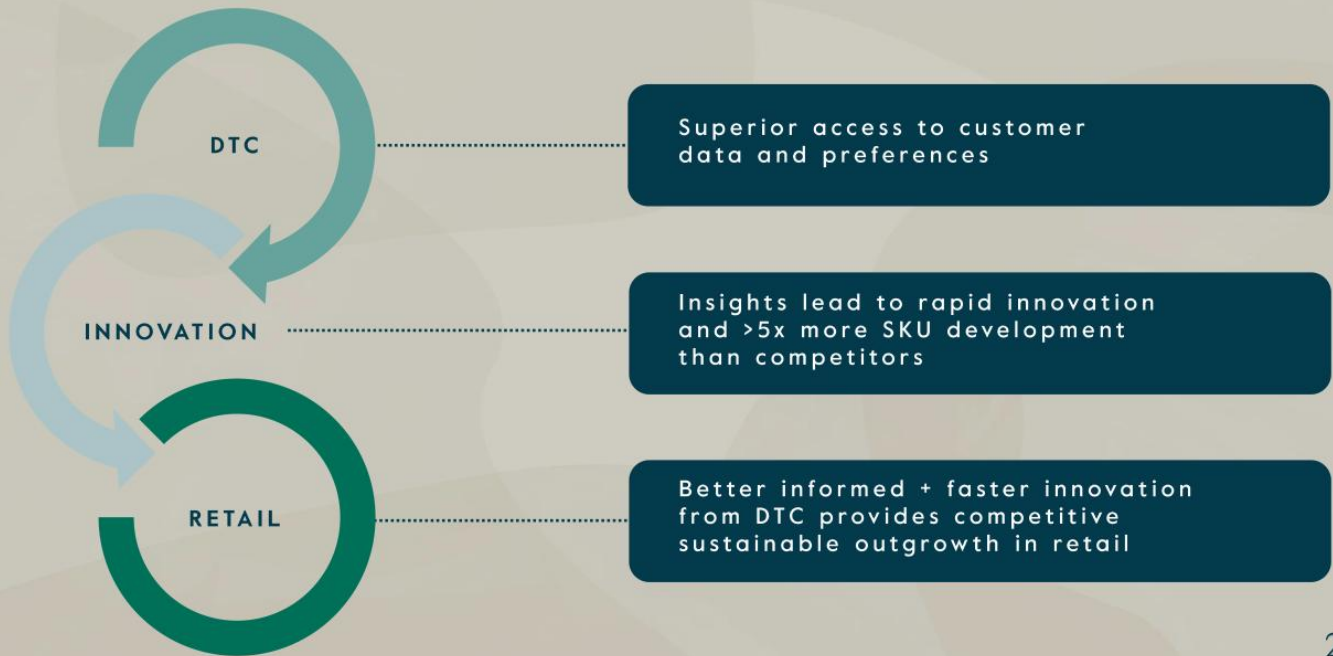 DTC
Superior access to customer
data and preferences
INNOVATION
Insights lead to rapid innovation
and >5x more SKU development
than competitors
RETAIL
Better informed + faster innovation
from DTC provides competitive
sustainable outgrowth in retail